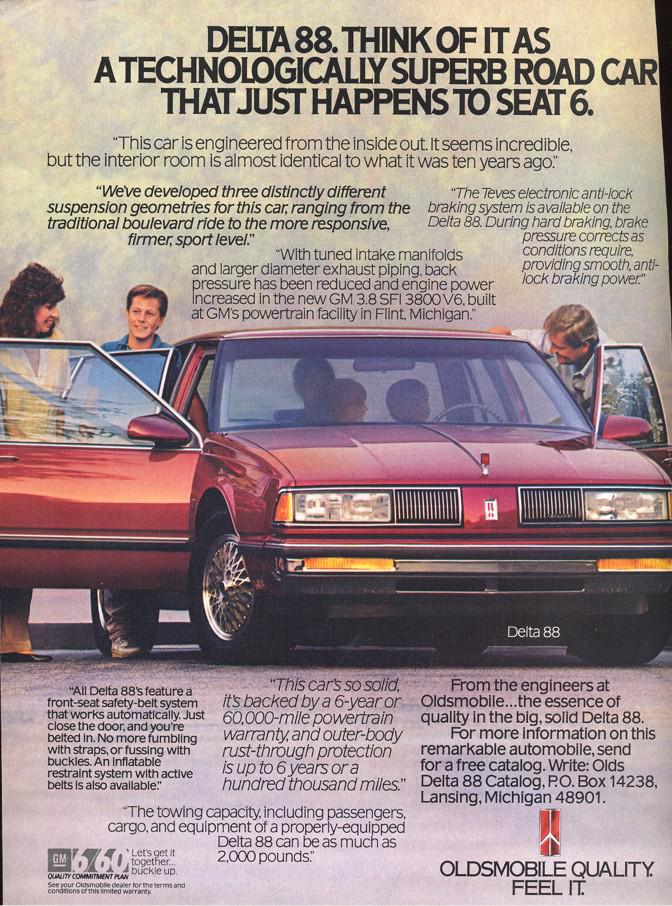 DELTA 88. THINK OF IT AS
A TECHNOLOGICALLY SUPERB ROAD CAR
THAT JUST HAPPENS TO SEAT 6.
"This car is engineered from the inside out. It seems incredible,
but the interior room is almost identical to what it was ten years ago."
"We've developed three distinctly different
suspension geometries for this car, ranging from the
traditional boulevard ride to the more responsive,
firmer, sport level."
"The Teves electronic anti-lock
braking system is available on the
Delta 88. During hard braking, brake
pressure corrects as
conditions require,
providing smooth, anti-
lock braking power."
"With tuned intake manifolds
and larger diameter exhaust piping, back
pressure has been reduced and engine power
increased in the new GM 3.8 SFI 3800 V6, built
at GM's powertrain facility in Flint, Michigan."
Delta 88
"All Delta 88's feature a
front-seat safety-belt system
that works automatically. Just
close the door, and you're
belted in. No more fumbling
with straps, or fussing with
buckles. An inflatable
restraint system with active
belts is also available."
"This car's so solid,
it's backed by a 6-year or
60,000-mile powertrain
warranty, and outer-body
rust-through protection
is up to 6 years or a
hundred thousand miles."
From the engineers at
Oldsmobile...the essence of
quality in the big, solid Delta 88.
For more information on this
remarkable automobile, send
for a free catalog. Write: Olds
Delta 88 Catalog, P.O. Box 14238,
Lansing, Michigan 48901.
"The towing capacity, including passengers,
cargo, and equipment of a properly-equipped
Delta 88 can be as much as
2,000 pounds."
GM 6/60
QUALITY COMMITMENT PLAN
Let's get it
together...
buckle up.
See your Oldsmobile dealer for the terms and
conditions of this limited warranty.
OLDSMOBILE QUALITY.
FEEL IT.